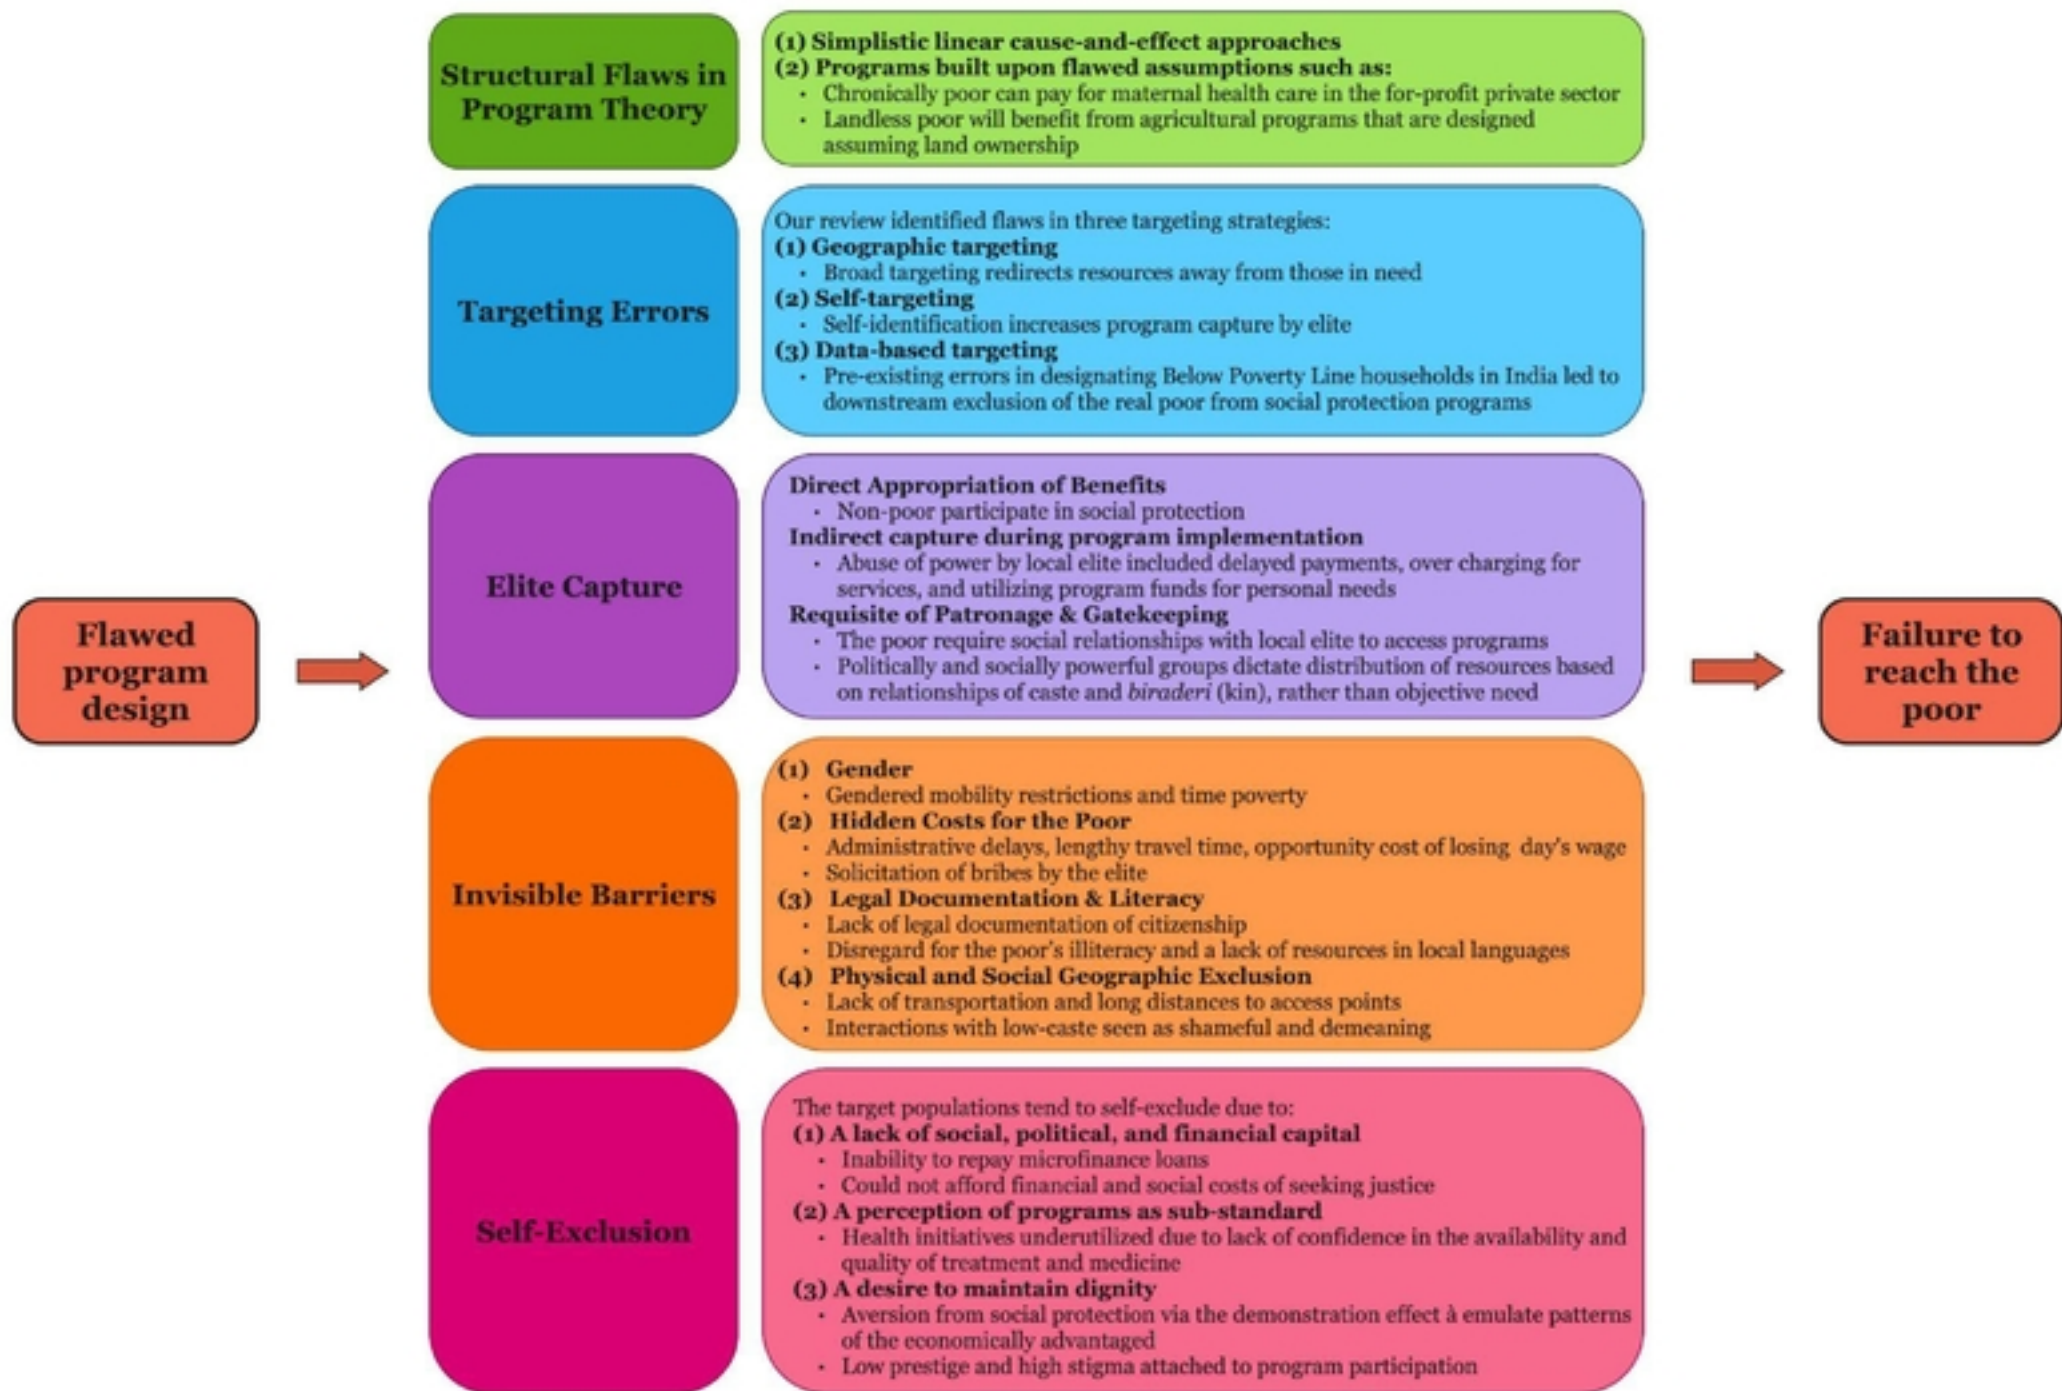 Flawed
program
design
Structural Flaws in
Program Theory
(1) Simplistic linear cause-and-effect approaches
(2) Programs built upon flawed assumptions such as:
· Chronically poor can pay for maternal health care in the for-profit private sector
· Landless poor will benefit from agricultural programs that are designed
assuming land ownership
Targeting Errors
Our review identified flaws in three targeting strategies:
(1) Geographic targeting
· Broad targeting redirects resources away from those in need
(2) Self-targeting
· Self-identification increases program capture by elite
(3) Data-based targeting
· Pre-existing errors in designating Below Poverty Line households in India led to
downstream exclusion of the real poor from social protection programs
Elite Capture
Direct Appropriation of Benefits
· Non-poor participate in social protection
Indirect capture during program implementation
· Abuse of power by local elite included delayed payments, over charging for
services, and utilizing program funds for personal needs
Requisite of Patronage & Gatekeeping
· The poor require social relationships with local elite to access programs
· Politically and socially powerful groups dictate distribution of resources based
on relationships of caste and biraderi (kin), rather than objective need
Invisible Barriers
(1) Gender
· Gendered mobility restrictions and time poverty
(2) Hidden Costs for the Poor
· Administrative delays, lengthy travel time, opportunity cost of losing day's wage
· Solicitation of bribes by the elite
(3) Legal Documentation & Literacy
· Lack of legal documentation of citizenship
· Disregard for the poor's illiteracy and a lack of resources in local languages
(4) Physical and Social Geographic Exclusion
· Lack of transportation and long distances to access points
· Interactions with low-caste seen as shameful and demeaning
Self-Exclusion
The target populations tend to self-exclude due to:
(1) A lack of social, political, and financial capital
· Inability to repay microfinance loans
· Could not afford financial and social costs of seeking justice
(2) A perception of programs as sub-standard
· Health initiatives underutilized due to lack of confidence in the availability and
quality of treatment and medicine
(3) A desire to maintain dignity
· Aversion from social protection via the demonstration effect à emulate patterns
of the economically advantaged
· Low prestige and high stigma attached to program participation
Failure to
reach the
poor